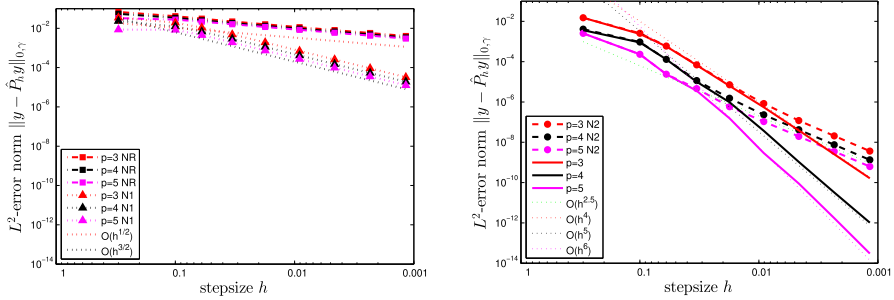 10^−2
10^−4
10^−6
10^−8
10^−10
10^−12
10^−14
L²-error norm ‖y − P̂ₕy‖₀,γ
p=3 NR
p=4 NR
p=5 NR
p=3 N1
p=4 N1
p=5 N1
O(h^1/2)
O(h^3/2)
1
0.1
0.01
0.001
stepsize h
10^−2
10^−4
10^−6
10^−8
10^−10
10^−12
10^−14
L²-error norm ‖y − P̂ₕy‖₀,γ
p=3 N2
p=4 N2
p=5 N2
p=3
p=4
p=5
O(h^2.5)
O(h^4)
O(h^5)
O(h^6)
1
0.1
0.01
0.001
stepsize h